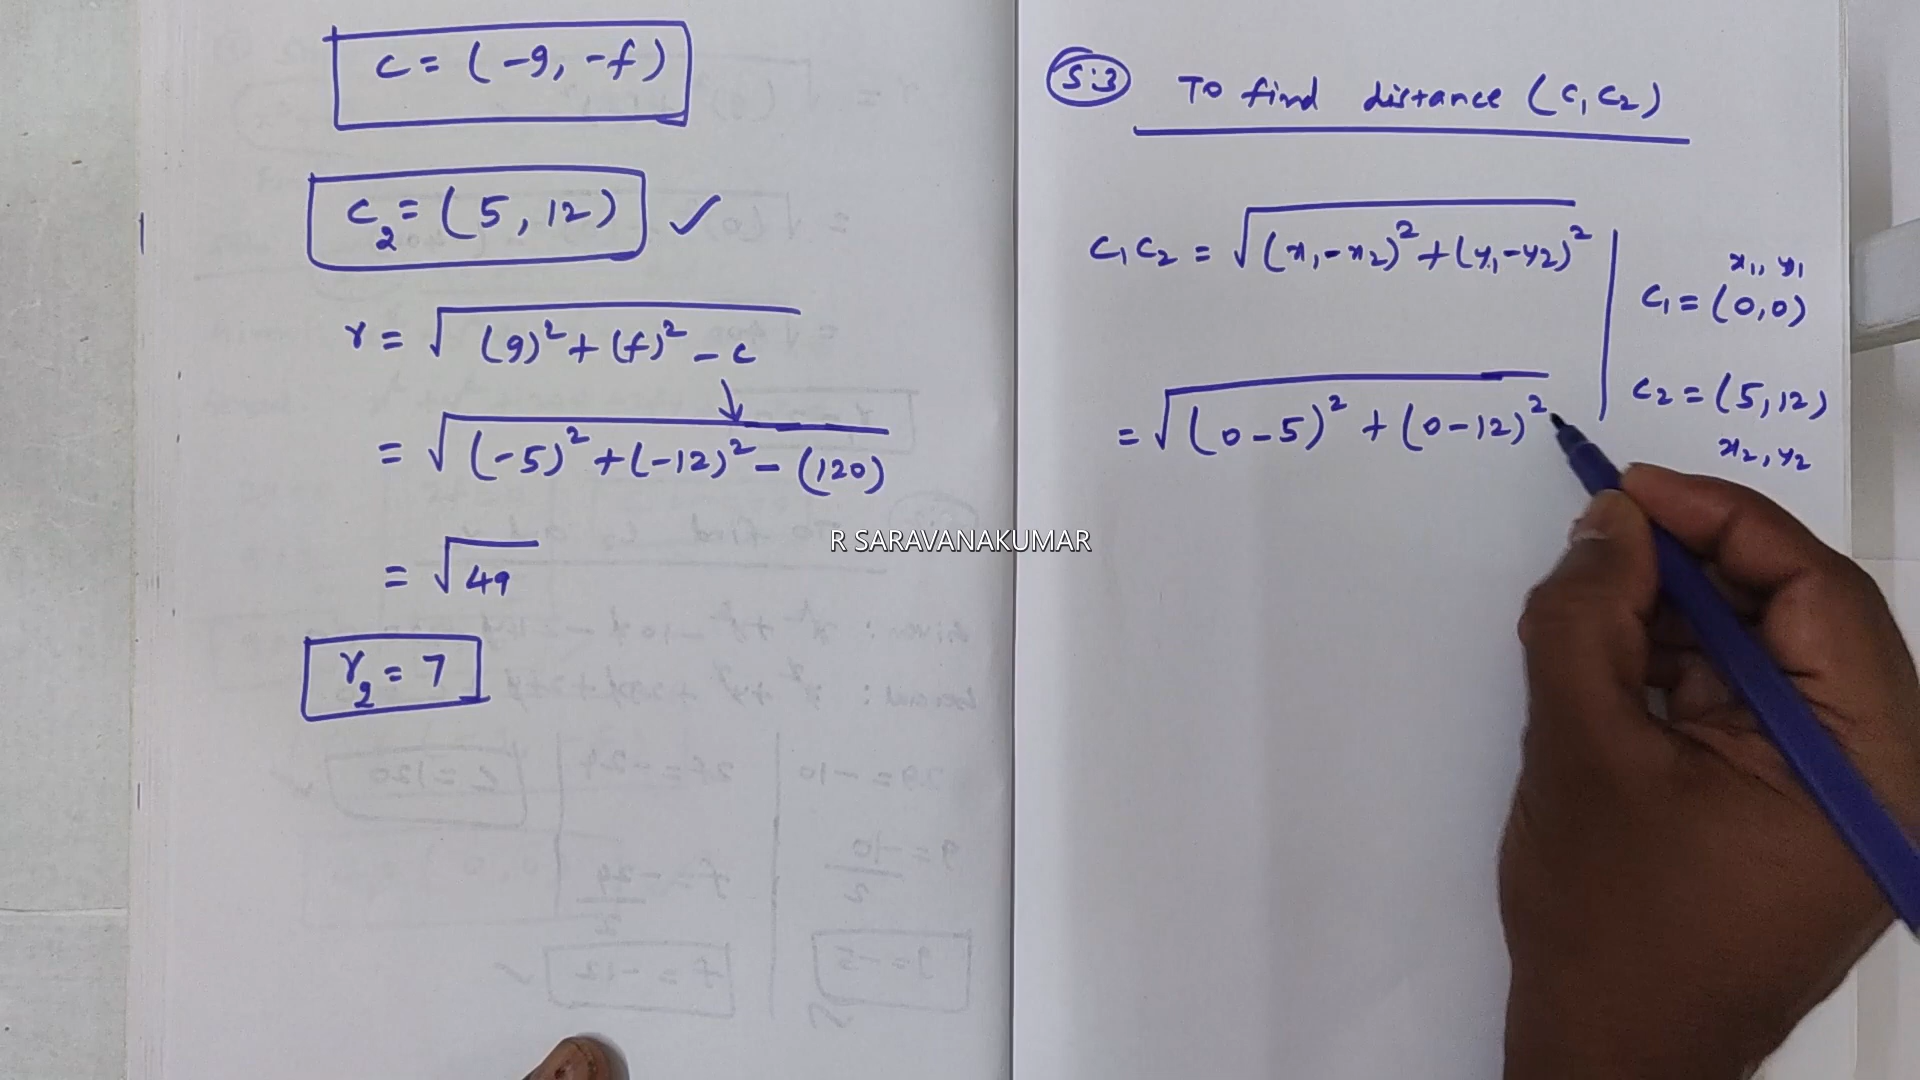 c = (-g, -f)
c₂ = (5, 12) ✓
r = √((g)² + (f)² - c)
= √((-5)² + (-12)² - (120))
= √49
r₂ = 7
S:3 To find distance (c₁ c₂)
c₁c₂ = √((x₁-x₂)² + (y₁-y₂)²)
x₁, y₁
c₁ = (0,0)
c₂ = (5,12)
x₂, y₂
= √((0-5)² + (0-12)²)
R SARAVANAKUMAR